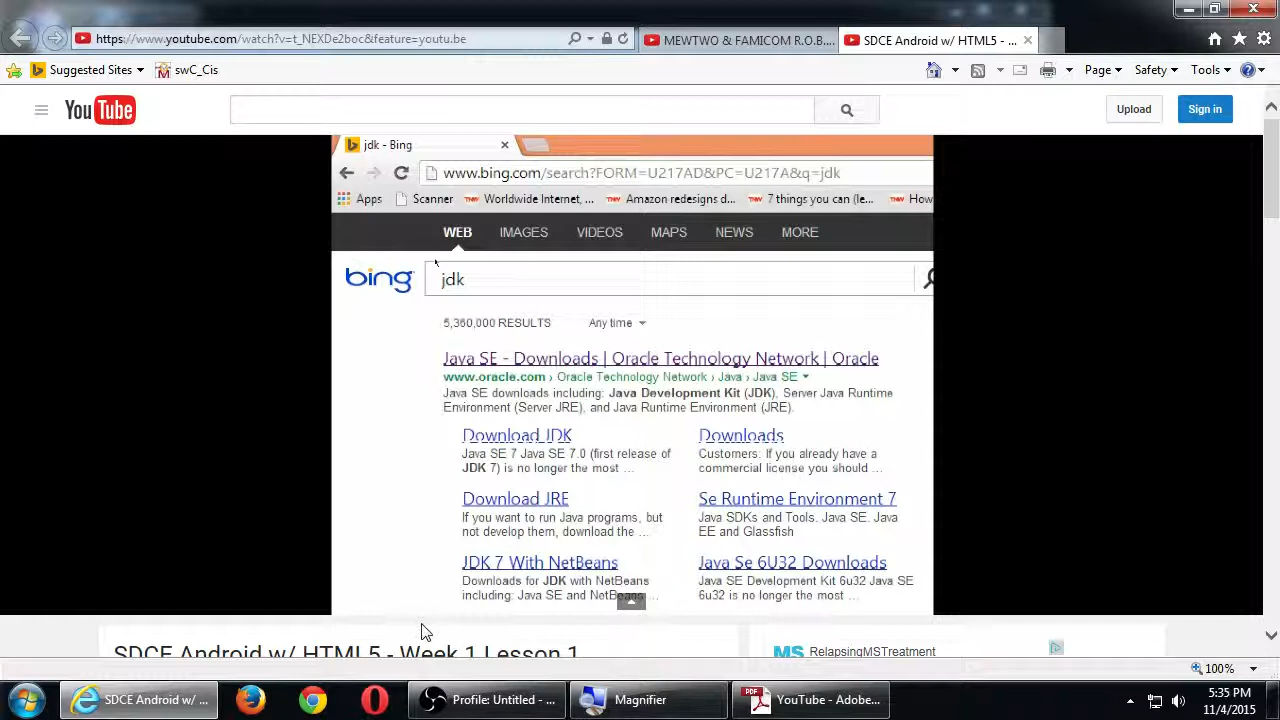 https://www.youtube.com/watch?v=t_NEXDe2boc&feature=youtu.be
MEWTWO & FAMICOM R.O.B....
SDCE Android w/ HTML5 - ...
Suggested Sites
swC_Cis
Page
Safety
Tools
YouTube
Upload
Sign in
jdk - Bing
www.bing.com/search?FORM=U217AD&PC=U217A&q=jdk
Apps
Scanner
Worldwide Internet, ...
Amazon redesigns d...
7 things you can (le...
How
WEB
IMAGES
VIDEOS
MAPS
NEWS
MORE
bing
jdk
5,360,000 RESULTS
Any time
Java SE - Downloads | Oracle Technology Network | Oracle
www.oracle.com › Oracle Technology Network › Java › Java SE
Java SE downloads including: Java Development Kit (JDK), Server Java Runtime
Environment (Server JRE), and Java Runtime Environment (JRE).
Download JDK
Java SE 7 Java SE 7.0 (first release of
JDK 7) is no longer the most ...
Downloads
Customers. If you already have a
commercial license you should ...
Download JRE
If you want to run Java programs, but
not develop them, download the ...
Se Runtime Environment 7
Java SDKs and Tools. Java SE. Java
EE and Glassfish
JDK 7 With NetBeans
Downloads for JDK with NetBeans
including: Java SE and NetBeans ...
Java Se 6U32 Downloads
Java SE Development Kit 6u32 Java SE
6u32 is no longer the most ...
SDCE Android w/ HTML5 - Week 1 Lesson 1
MS RelapsingMSTreatment
100%
SDCE Android w/ ...
Profile: Untitled - ...
Magnifier
PDF
YouTube - Adobe...
5:35 PM
11/4/2015